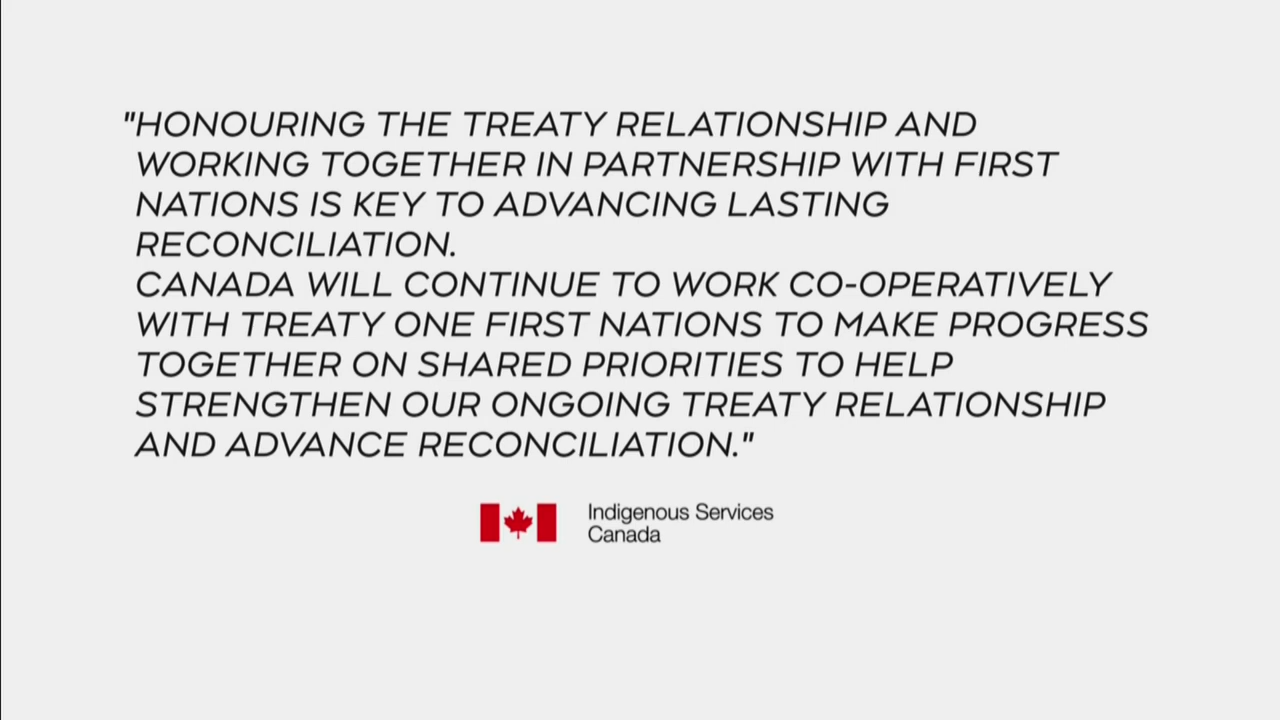 "HONOURING THE TREATY RELATIONSHIP AND
WORKING TOGETHER IN PARTNERSHIP WITH FIRST
NATIONS IS KEY TO ADVANCING LASTING
RECONCILIATION.
CANADA WILL CONTINUE TO WORK CO-OPERATIVELY
WITH TREATY ONE FIRST NATIONS TO MAKE PROGRESS
TOGETHER ON SHARED PRIORITIES TO HELP
STRENGTHEN OUR ONGOING TREATY RELATIONSHIP
AND ADVANCE RECONCILIATION."
Indigenous Services
Canada